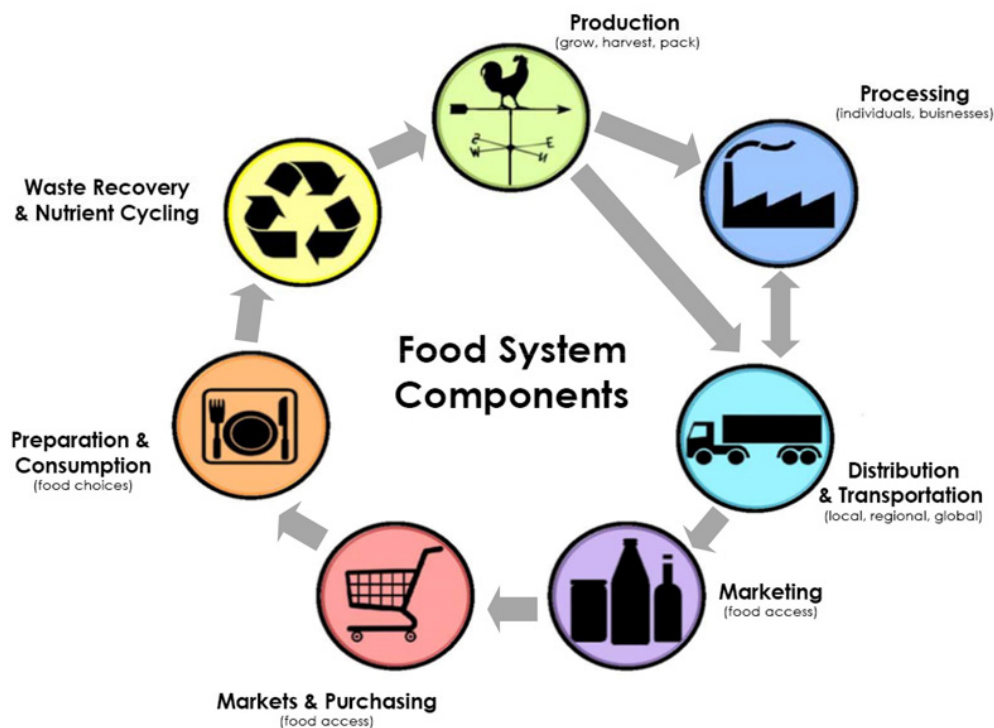 Production
(grow, harvest, pack)
Processing
(individuals, buisnesses)
Waste Recovery
& Nutrient Cycling
S
E
W
N
Food System
Components
Preparation &
Consumption
(food choices)
Distribution
& Transportation
(local, regional, global)
Marketing
(food access)
Markets & Purchasing
(food access)